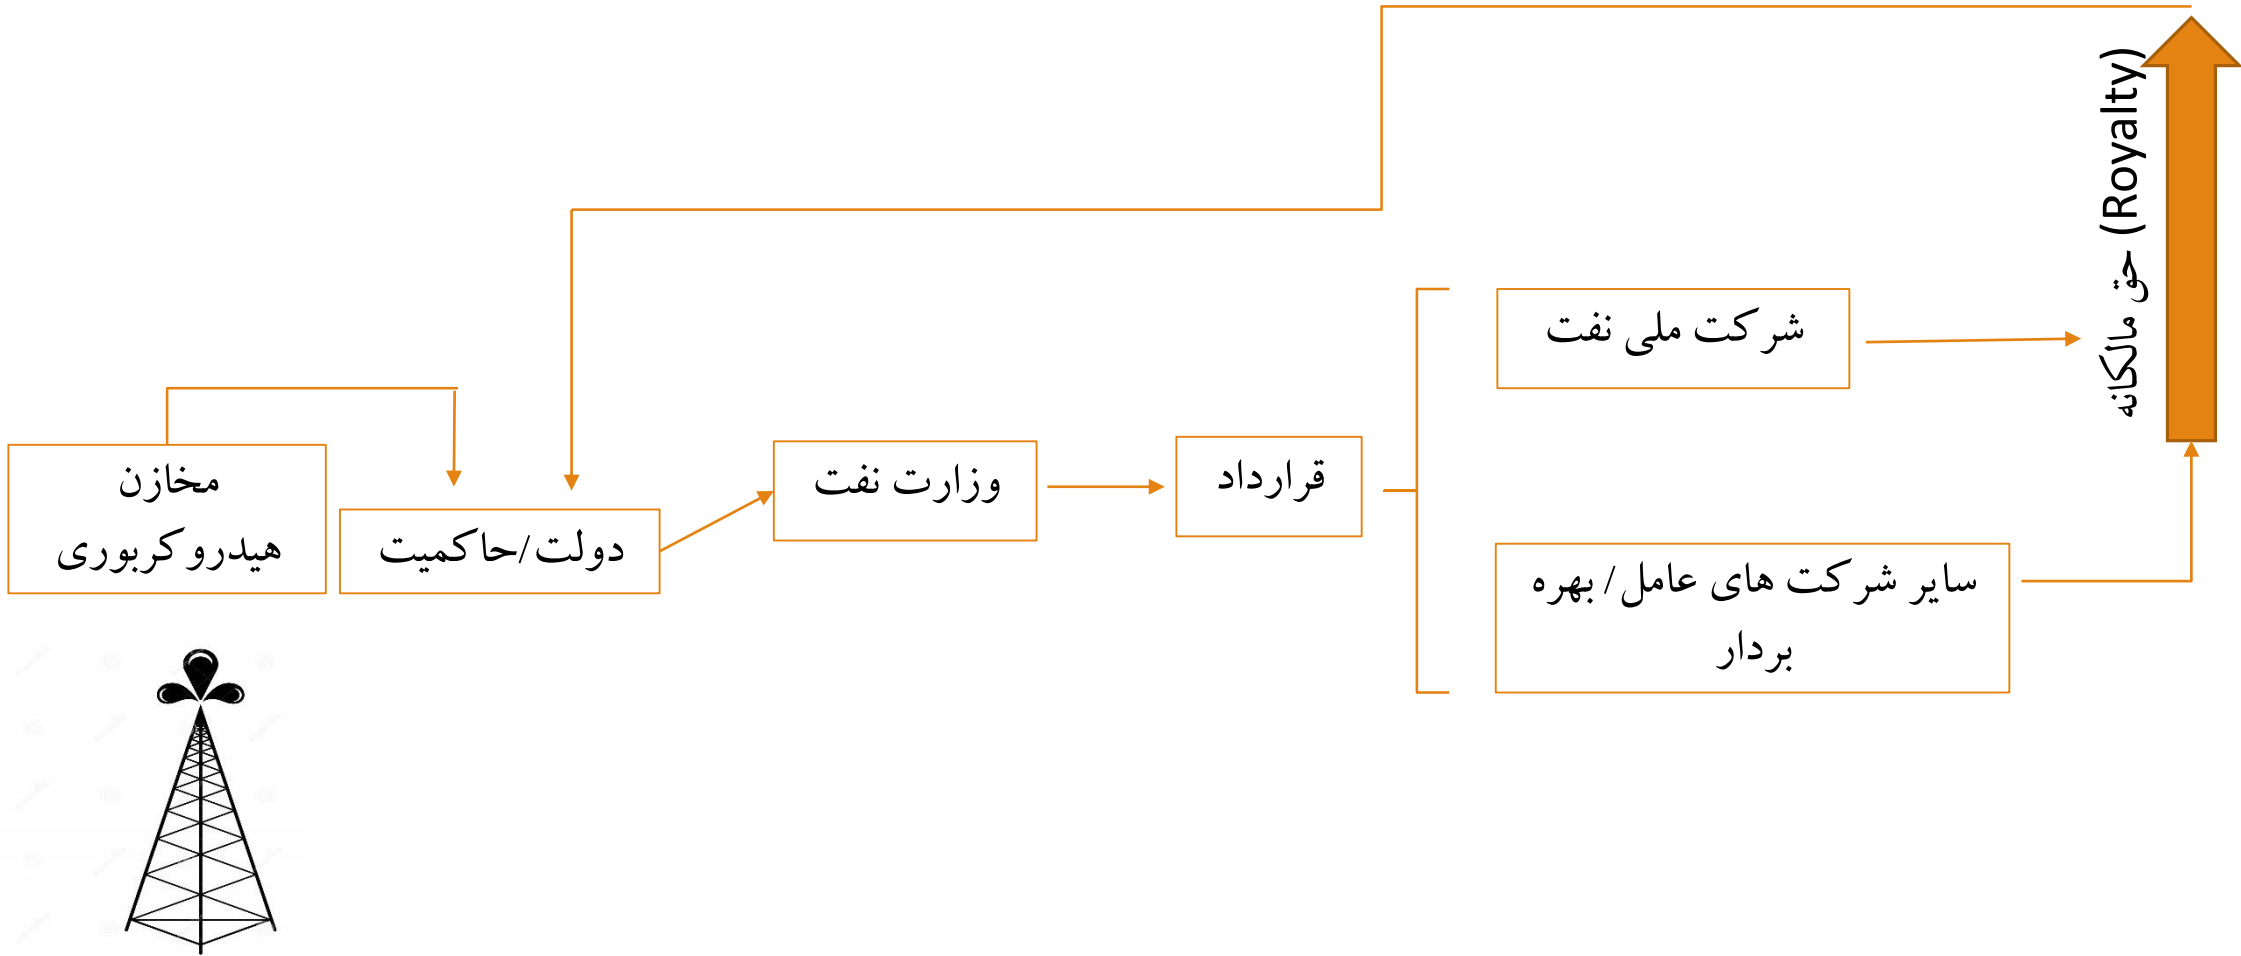 حق مالکانه (Royalty)
شرکت ملی نفت
مخازن
هیدروکربوری
دولت/حاکمیت
وزارت نفت
قرارداد
سایر شرکت های عامل/ بهره
بردار